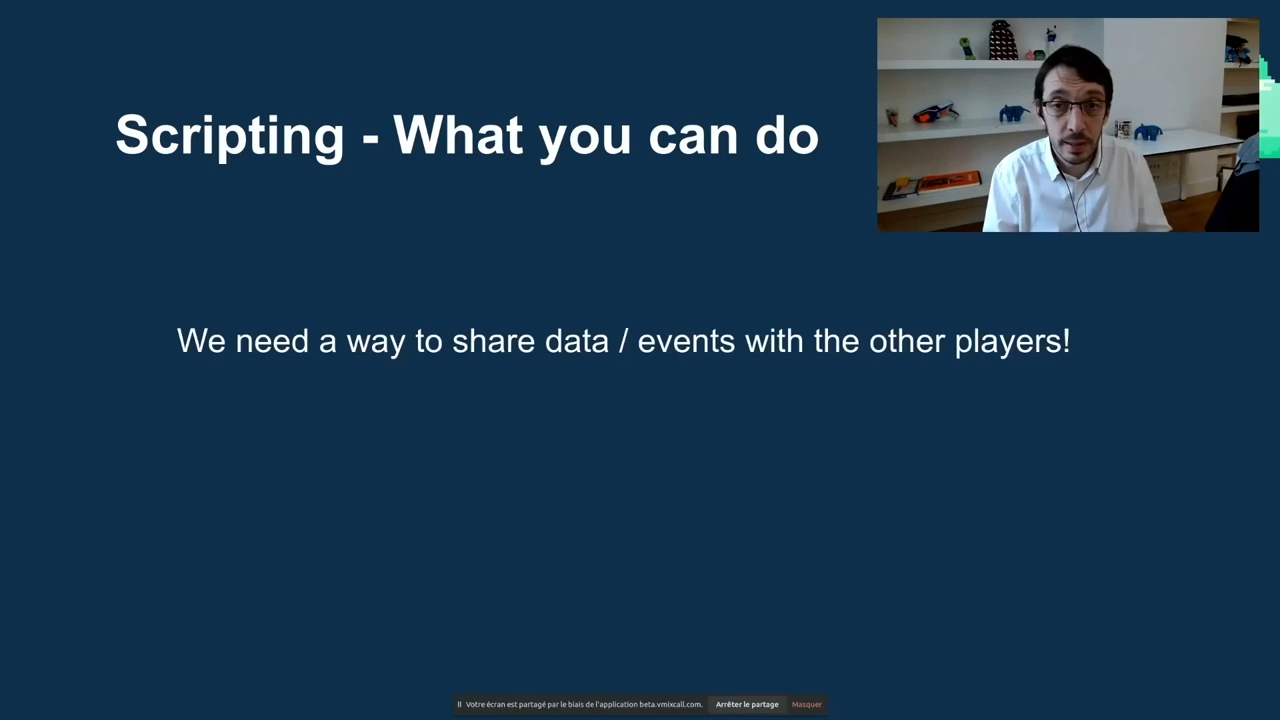 Scripting - What you can do
We need a way to share data / events with the other players!
Votre écran est partagé par le biais de l'application beta.vmixcall.com. Arrêter le partage Masquer